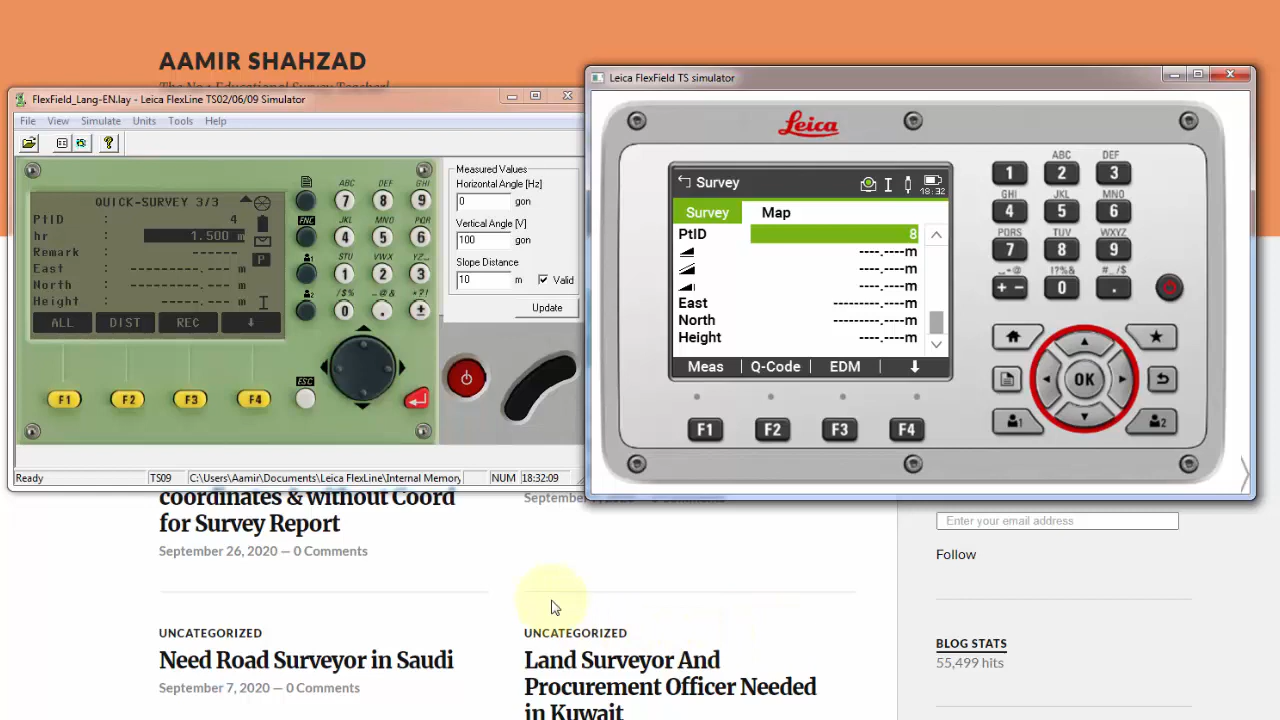 AAMIR SHAHZAD
FlexField_Lang-EN.lay - Leica FlexLine TS02/06/09 Simulator
File View Simulate Units Tools Help
QUICK-SURVEY 3/3
PtID : 4
hr : 1.500 m
Remark : -----
East : ---------.--- m
North : ---------.--- m
Height : -----.--- m
P
I
ALL DIST REC ↓
F1 F2 F3 F4
FNC
ESC
ABC DEF GHI
7 8 9
JKL MNO PQR
4 5 6
STU VWX YZ
1 2 3
/$% _@& *?!
0 . ±
1
2
Measured Values
Horizontal Angle [Hz]
0 gon
Vertical Angle [V]
100 gon
Slope Distance
10 m Valid
Update
Ready TS09 C:\Users\Aamir\Documents\Leica FlexLine\Internal Memory NUM 18:32:09
Leica FlexField TS simulator
Leica
Survey
18:32
Survey Map
PtID 8
----.----m
----.----m
----.----m
East ---------.----m
North ---------.----m
Height ----.----m
Meas Q-Code EDM ↓
F1 F2 F3 F4
ABC DEF
1 2 3
GHI JKL MNO
4 5 6
PQRS TUV WXYZ
7 8 9
!?%&
+ - 0 .
OK
1
2
coordinates & without Coord
for Survey Report
September 26, 2020 — 0 Comments
UNCATEGORIZED
Need Road Surveyor in Saudi
September 7, 2020 — 0 Comments
UNCATEGORIZED
Land Surveyor And
Procurement Officer Needed
in Kuwait
Enter your email address
Follow
BLOG STATS
55,499 hits